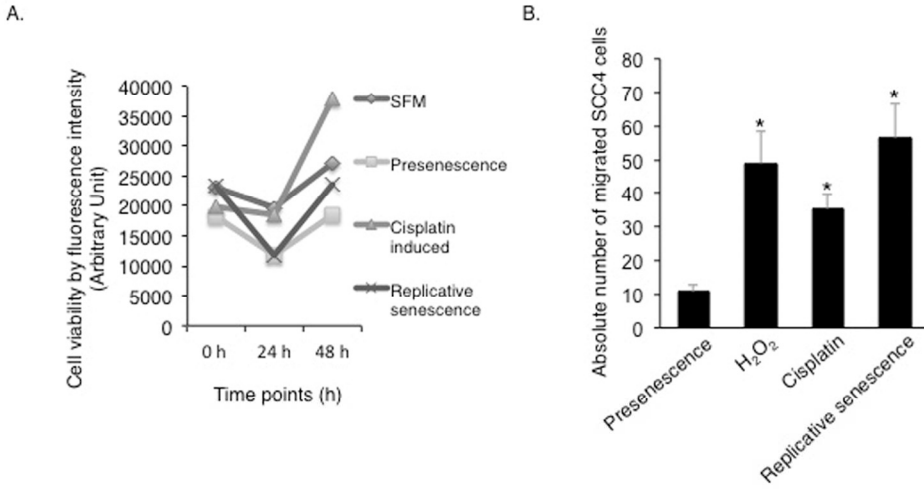 A.
Cell viability by fluorescence intensity
(Arbitrary Unit)
40000
35000
30000
25000
20000
15000
10000
5000
0
0 h
24 h
48 h
Time points (h)
SFM
Presenescence
Cisplatin
induced
Replicative
senescence
B.
Absolute number of migrated SCC4 cells
80
70
60
50
40
30
20
10
0
*
*
*
Presenescence
H₂O₂
Cisplatin
Replicative senescence